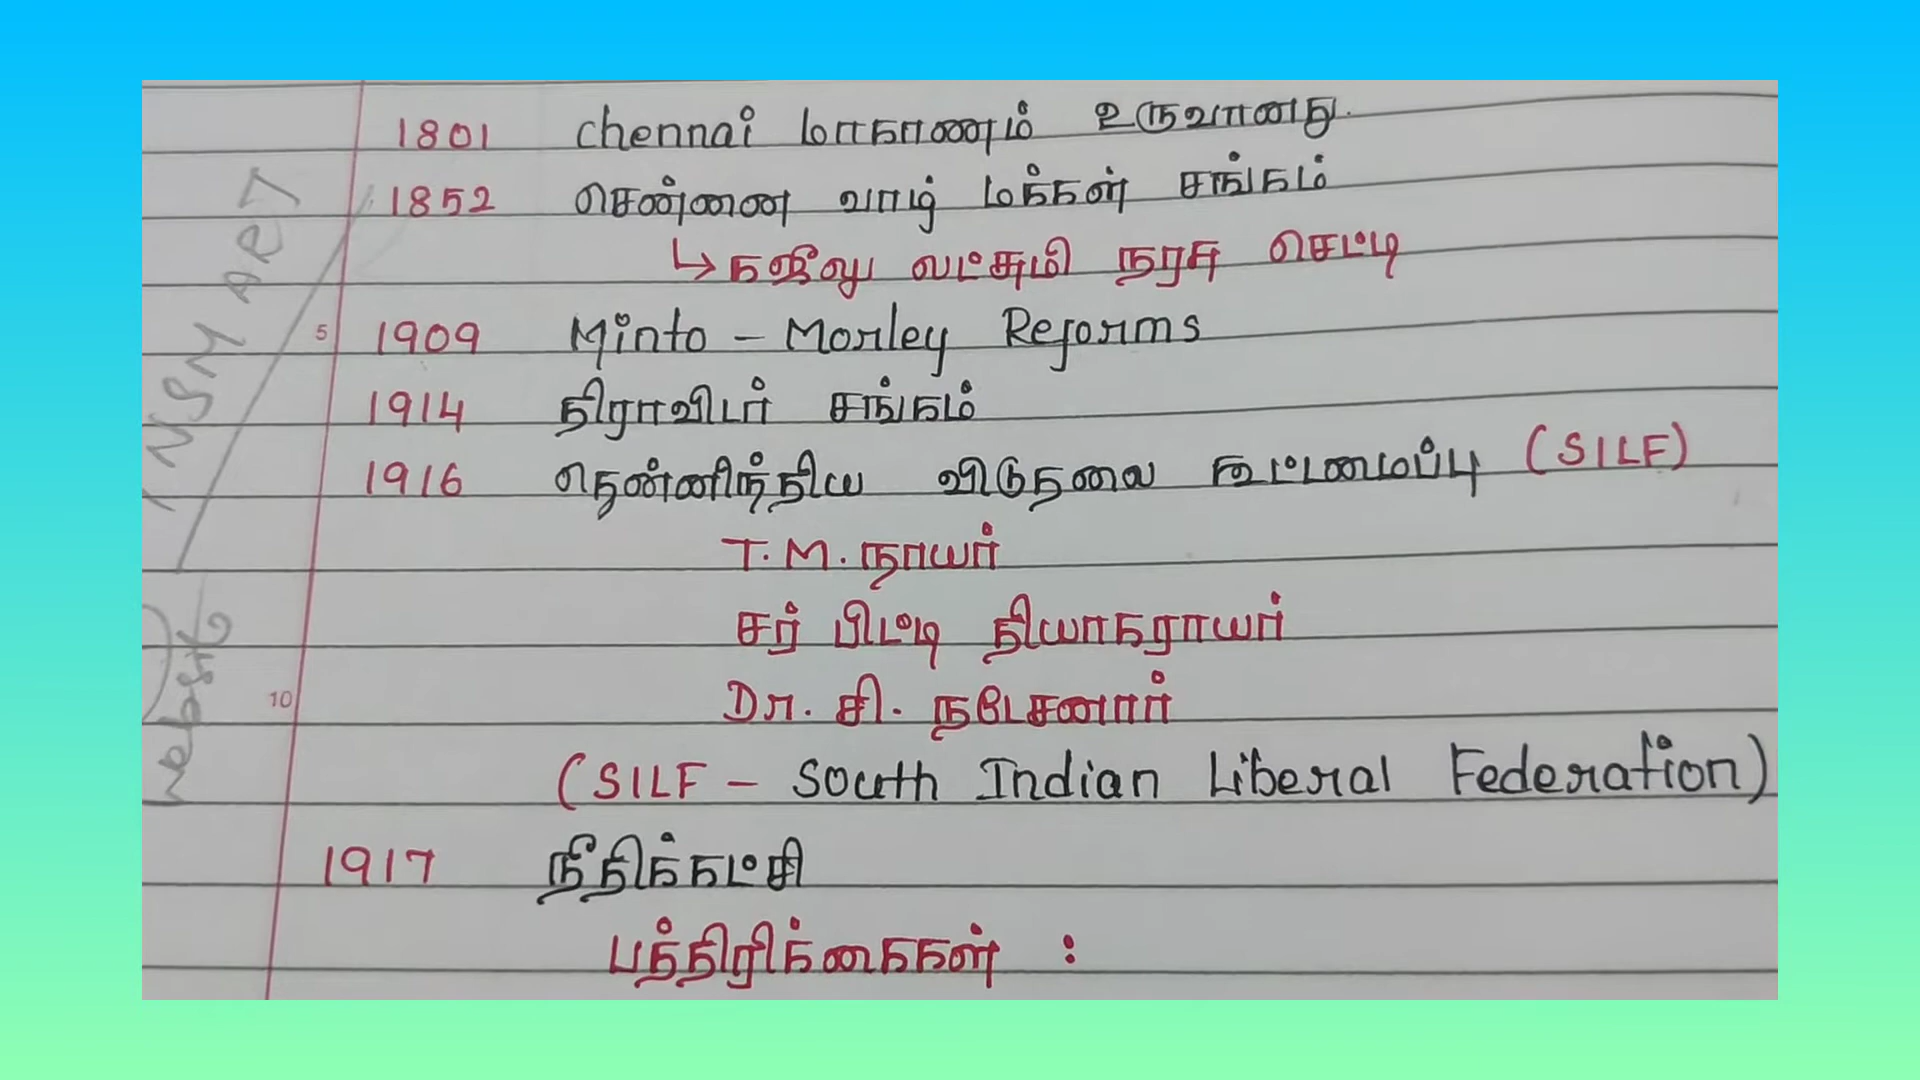 1801 Chennai மாகாணம் உருவானது.
1852 சென்னை வாழ் மக்கள் சங்கம்
↳ கஜீலு லட்சுமி நரசு செட்டி
5 1909 Minto - Morley Reforms
1914 திராவிடர் சங்கம்
1916 தென்னிந்திய விடுதலை கூட்டமைப்பு (SILF)
T.M. நாயர்
சர் பிட்டி தியாகராயர்
10 Dr. சி. நடேசனார்
(SILF - South Indian Liberal Federation)
1917 நீதிக்கட்சி
பத்திரிக்கைகள் :